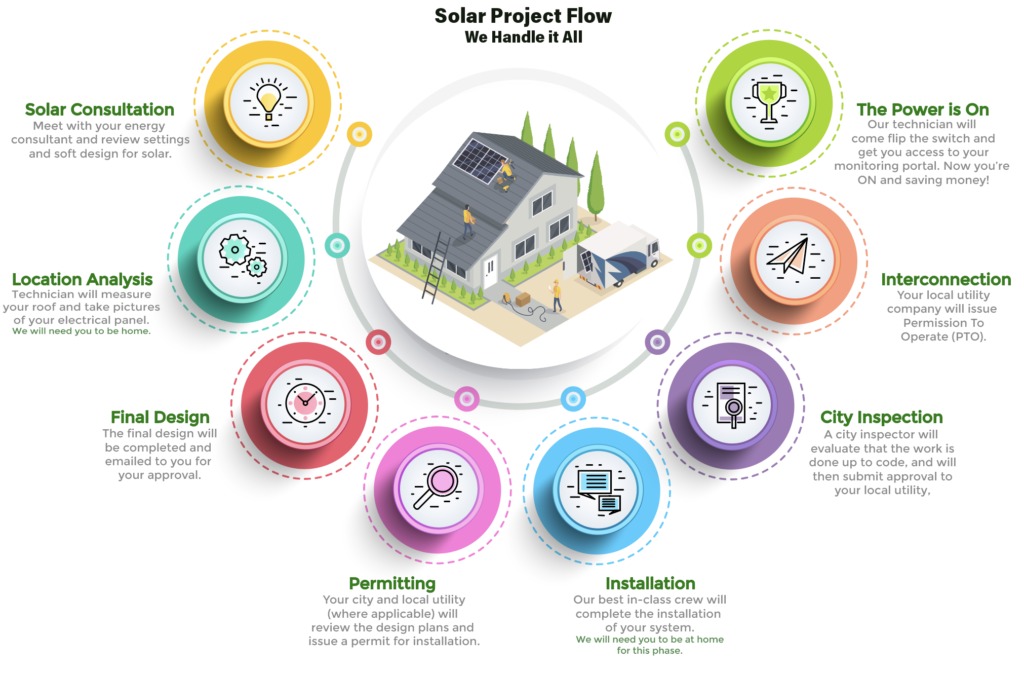 Solar Project Flow
We Handle it All
Solar Consultation
Meet with your energy
consultant and review settings
and soft design for solar.
Location Analysis
Technician will measure
your roof and take pictures
of your electrical panel.
We will need you to be home.
Final Design
The final design will
be completed and
emailed to you for
your approval.
Permitting
Your city and local utility
(where applicable) will
review the design plans and
issue a permit for installation.
Installation
Our best in-class crew will
complete the installation
of your system.
We will need you to be at home
for this phase.
City Inspection
A city inspector will
evaluate that the work is
done up to code, and will
then submit approval to
your local utility,
Interconnection
Your local utility
company will issue
Permission To
Operate (PTO).
The Power is On
Our technician will
come flip the switch and
get you access to your
monitoring portal. Now you're
ON and saving money!